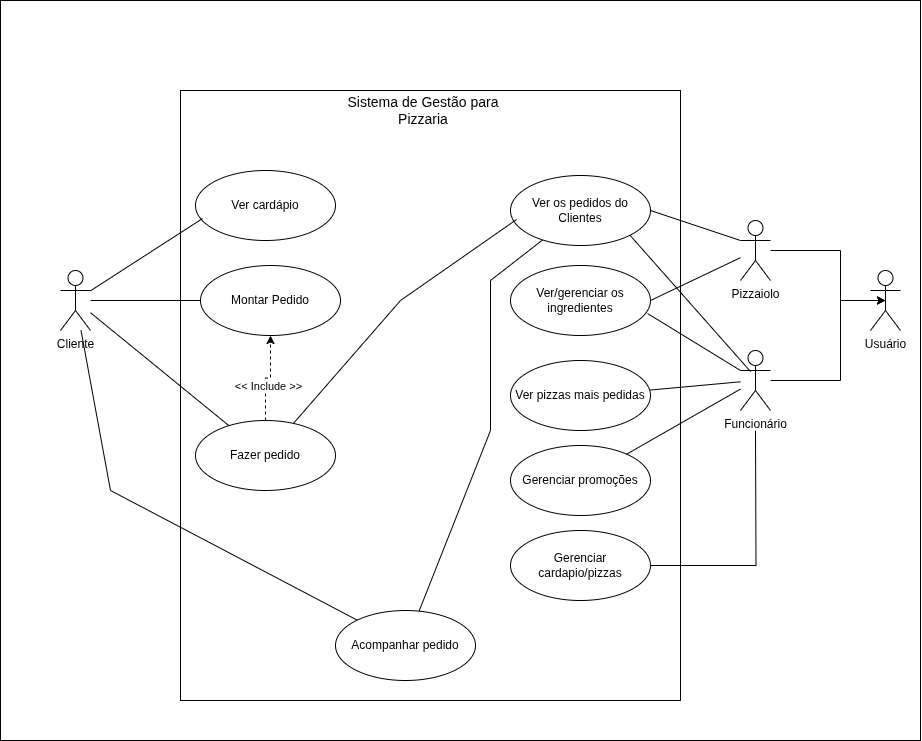 Sistema de Gestão para
Pizzaria
Ver cardápio
Ver os pedidos do
Clientes
Montar Pedido
Ver/gerenciar os
ingredientes
Pizzaiolo
Cliente
Usuário
<< Include >>
Ver pizzas mais pedidas
Funcionário
Fazer pedido
Gerenciar promoções
Gerenciar
cardapio/pizzas
Acompanhar pedido